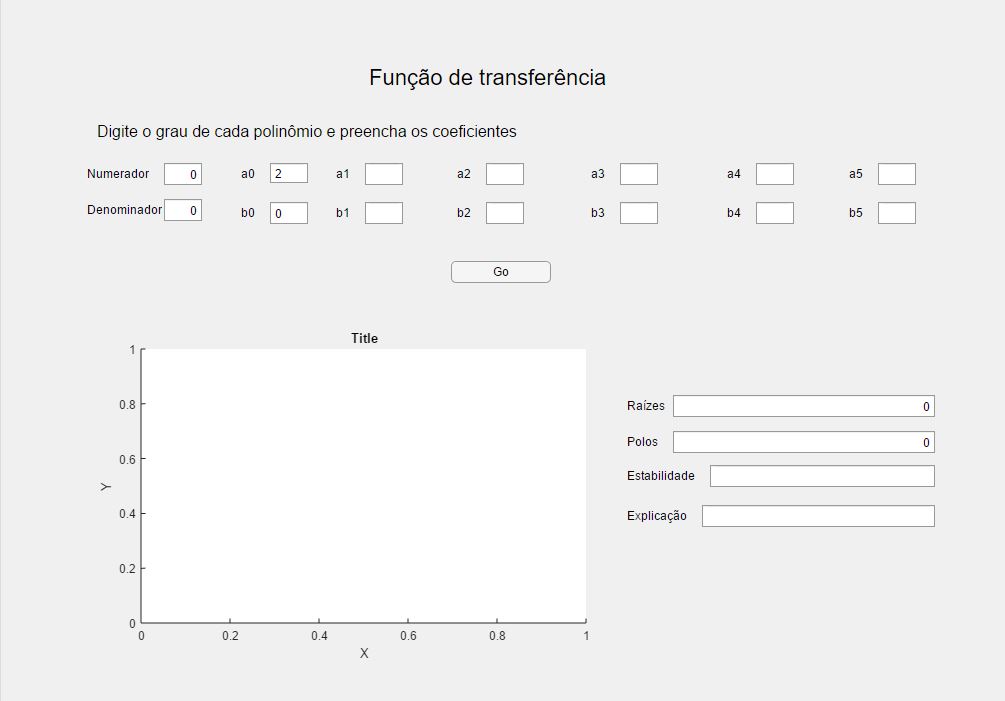 Função de transferência
Digite o grau de cada polinômio e preencha os coeficientes
Numerador 0 a0 2 a1 a2 a3 a4 a5
Denominador 0 b0 0 b1 b2 b3 b4 b5
Go
Title
1
0.8
0.6
0.4
0.2
0
Y
0 0.2 0.4 0.6 0.8 1
X
Raízes 0
Polos 0
Estabilidade
Explicação